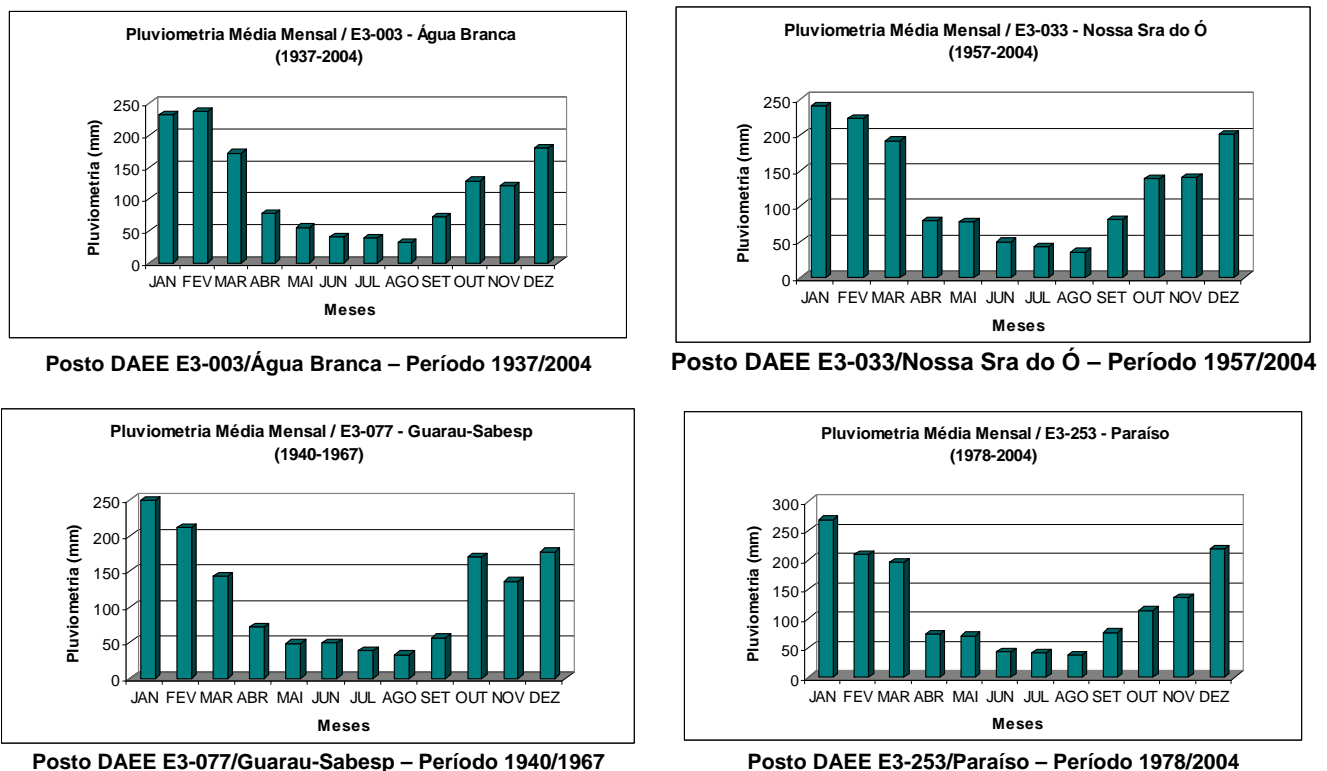 Pluviometria Média Mensal / E3-003 - Água Branca
(1937-2004)
Pluviometria (mm)
250
200
150
100
50
0
JAN FEV MAR ABR MAI JUN JUL AGO SET OUT NOV DEZ
Meses
Posto DAEE E3-003/Água Branca – Período 1937/2004
Pluviometria Média Mensal / E3-033 - Nossa Sra do Ó
(1957-2004)
Pluviometria (mm)
250
200
150
100
50
0
JAN FEV MAR ABR MAI JUN JUL AGO SET OUT NOV DEZ
Meses
Posto DAEE E3-033/Nossa Sra do Ó – Período 1957/2004
Pluviometria Média Mensal / E3-077 - Guarau-Sabesp
(1940-1967)
Pluviometria (mm)
250
200
150
100
50
0
JAN FEV MAR ABR MAI JUN JUL AGO SET OUT NOV DEZ
Meses
Posto DAEE E3-077/Guarau-Sabesp – Período 1940/1967
Pluviometria Média Mensal / E3-253 - Paraíso
(1978-2004)
Pluviometria (mm)
300
250
200
150
100
50
0
JAN FEV MAR ABR MAI JUN JUL AGO SET OUT NOV DEZ
Meses
Posto DAEE E3-253/Paraíso – Período 1978/2004